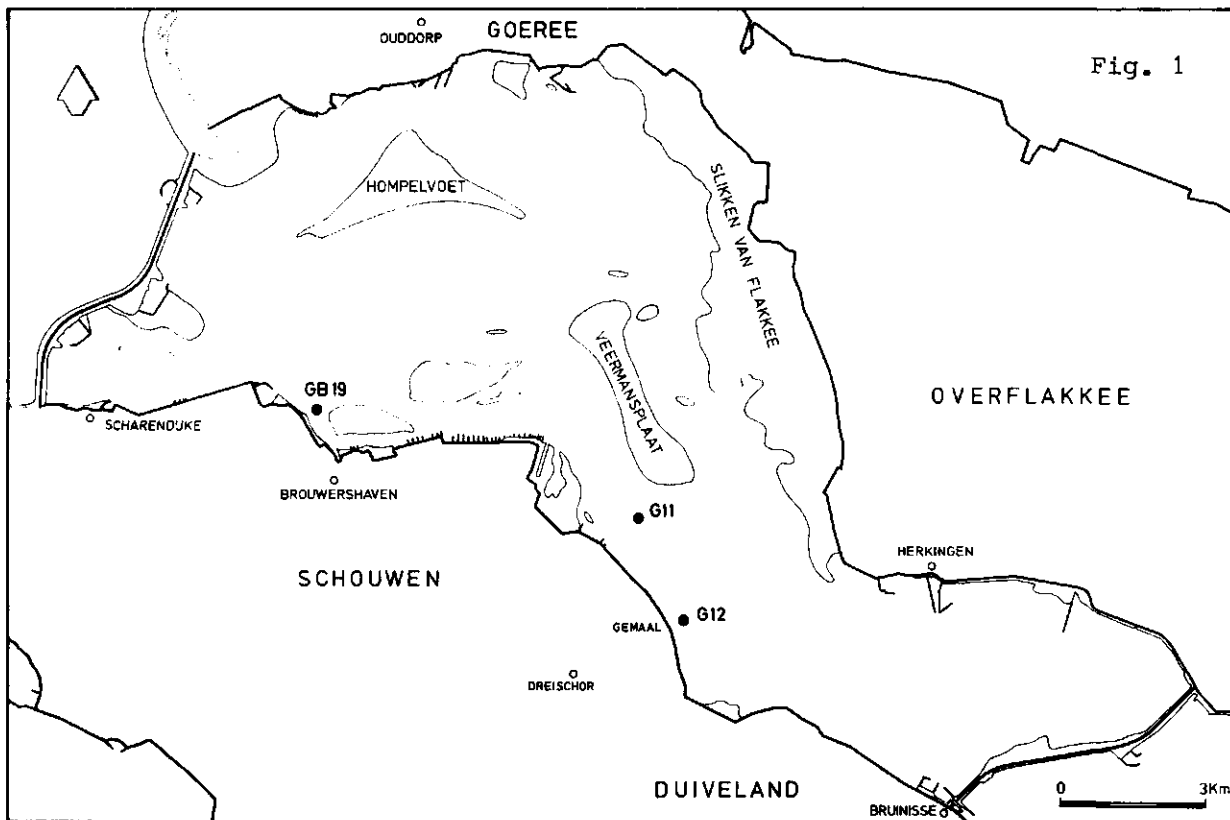 GOEREE
OUDDORP
Fig. 1
HOMPELVOET
SLIKKEN VAN FLAKKEE
VEERMANSPLAAT
OVERFLAKKEE
GB 19
SCHARENDIJKE
BROUWERSHAVEN
G11
HERKINGEN
SCHOUWEN
G12
GEMAAL
DREISCHOR
DUIVELAND
0 3Km
BRUINISSE